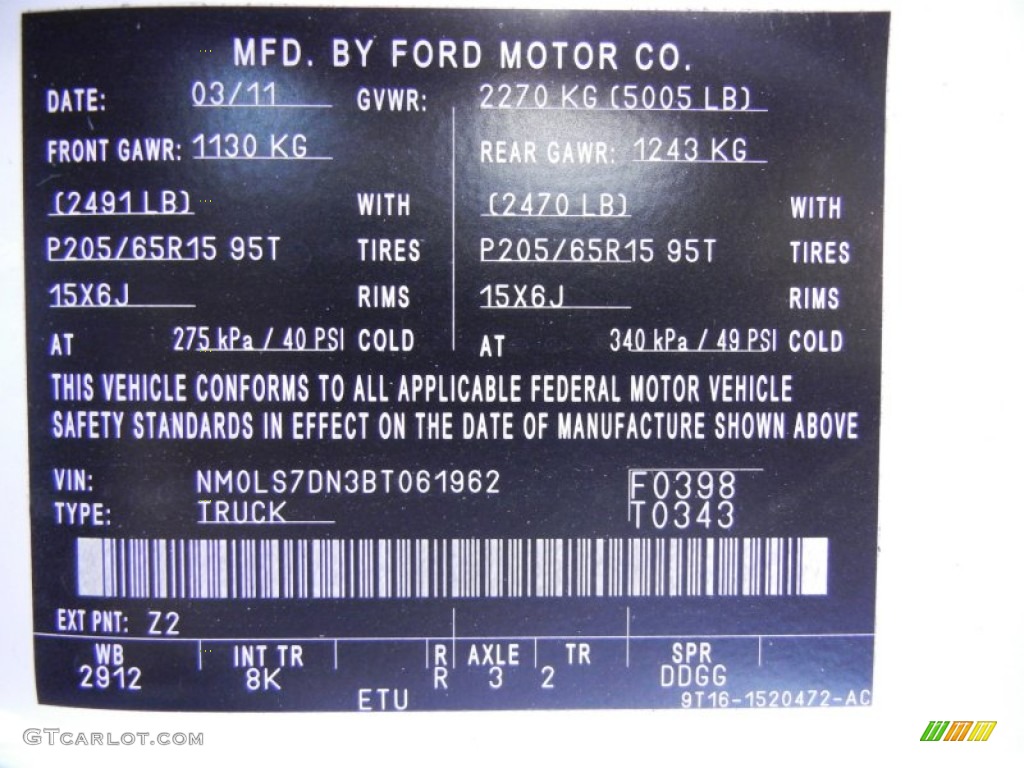 MFD. BY FORD MOTOR CO.
DATE: 03/11 GVWR: 2270 KG (5005 LB)
FRONT GAWR: 1130 KG REAR GAWR: 1243 KG
(2491 LB) WITH (2470 LB) WITH
P205/65R15 95T TIRES P205/65R15 95T TIRES
15X6J RIMS 15X6J RIMS
AT 275 kPa / 40 PSI COLD AT 340 kPa / 49 PSI COLD
THIS VEHICLE CONFORMS TO ALL APPLICABLE FEDERAL MOTOR VEHICLE
SAFETY STANDARDS IN EFFECT ON THE DATE OF MANUFACTURE SHOWN ABOVE
VIN: NM0LS7DN3BT061962 F0398
TYPE: TRUCK T0343
EXT PNT: Z2
WB INT TR R AXLE TR SPR
2912 8K R 3 2 DDGG
ETU 9T16-1520472-AC
GTCARLOT.COM